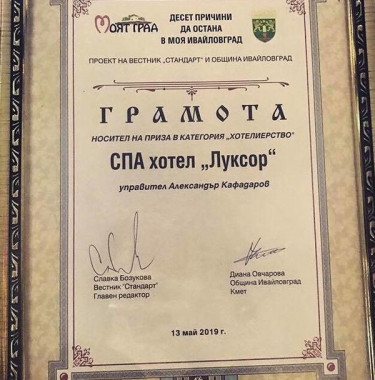 Моят град
ДЕСЕТ ПРИЧИНИ
ДА ОСТАНА
В МОЯ ИВАЙЛОВГРАД
ПРОЕКТ НА ВЕСТНИК „СТАНДАРТ" И ОБЩИНА ИВАЙЛОВГРАД
ГРАМОТА
НОСИТЕЛ НА ПРИЗА В КАТЕГОРИЯ „ХОТЕЛИЕРСТВО"
СПА хотел „Луксор"
управител Александър Кафадаров
Славка Бозукова
Вестник "Стандарт"
Главен редактор
Диана Овчарова
Община Ивайловград
Кмет
13 май 2019 г.